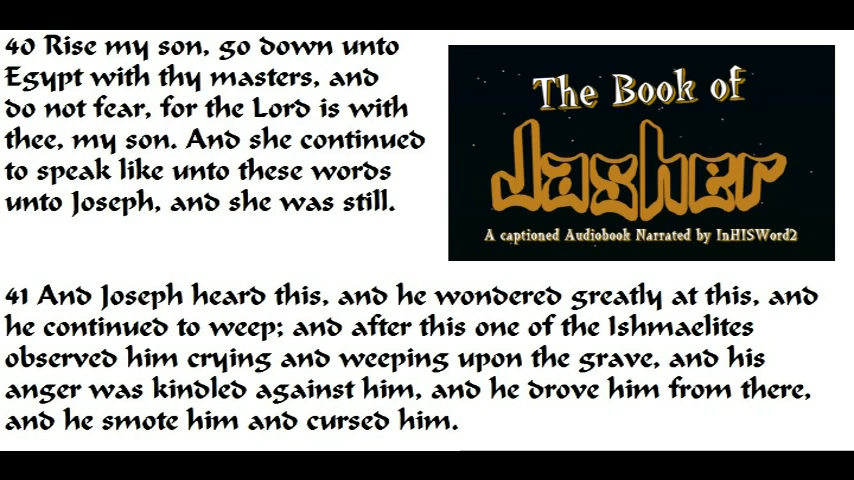 40 Rise my son, go down unto
Egypt with thy masters, and
do not fear, for the Lord is with
thee, my son. And she continued
to speak like unto these words
unto Joseph, and she was still.
The Book of
Jasher
A captioned Audiobook Narrated by InHISWord2
41 And Joseph heard this, and he wondered greatly at this, and
he continued to weep; and after this one of the Ishmaelites
observed him crying and weeping upon the grave, and his
anger was kindled against him, and he drove him from there,
and he smote him and cursed him.